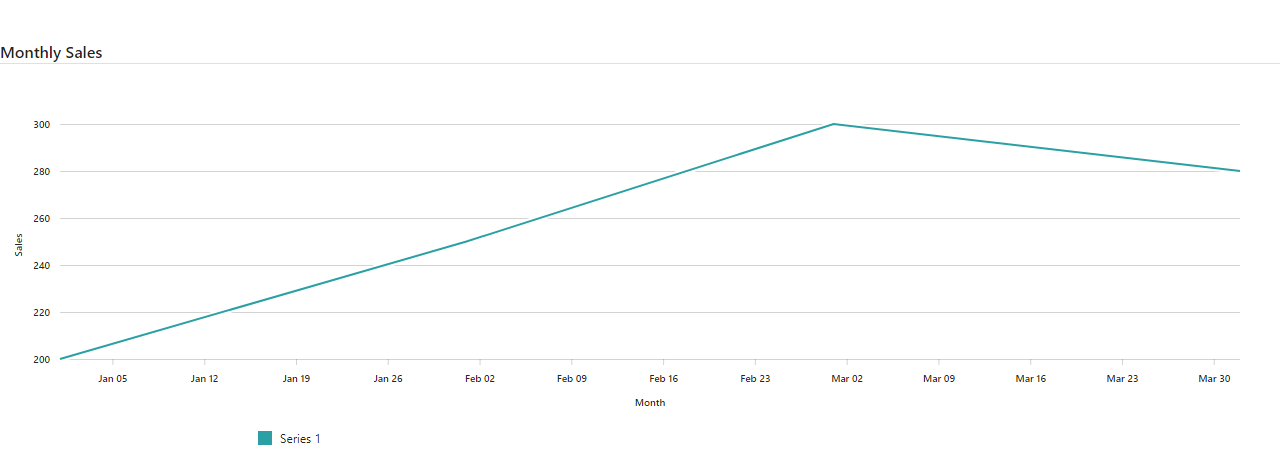 Monthly Sales
300
280
260
240
220
200
Sales
Jan 05 Jan 12 Jan 19 Jan 26 Feb 02 Feb 09 Feb 16 Feb 23 Mar 02 Mar 09 Mar 16 Mar 23 Mar 30
Month
Series 1